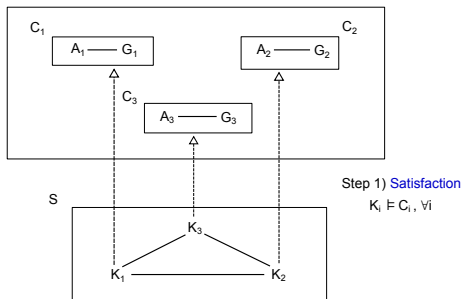 C₁
C₂
A₁ G₁
A₂ G₂
C₃
A₃ G₃
Step 1) Satisfaction
Kᵢ ⊨ Cᵢ , ∀i
S
K₃
K₁
K₂